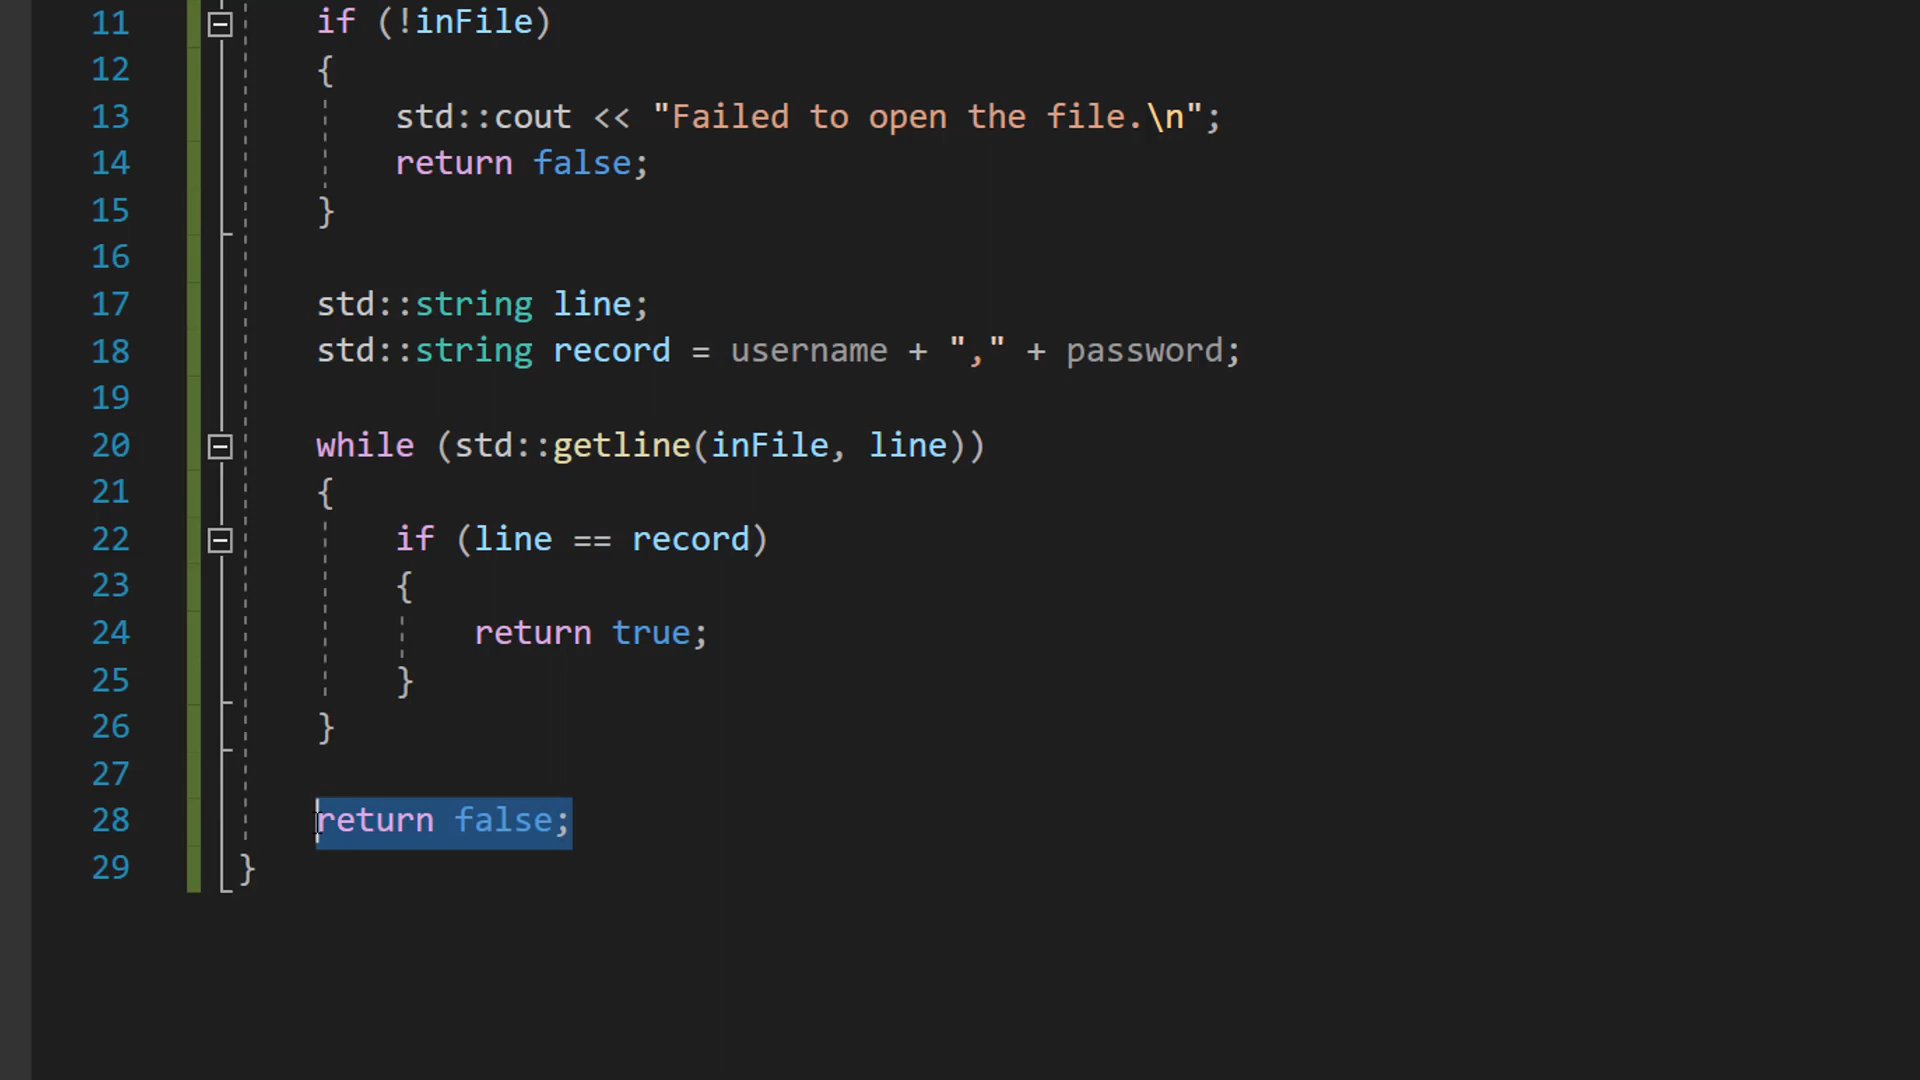 11 if (!inFile)
12 {
13 std::cout << "Failed to open the file.\n";
14 return false;
15 }
16
17 std::string line;
18 std::string record = username + "," + password;
19
20 while (std::getline(inFile, line))
21 {
22 if (line == record)
23 {
24 return true;
25 }
26 }
27
28 return false;
29 }